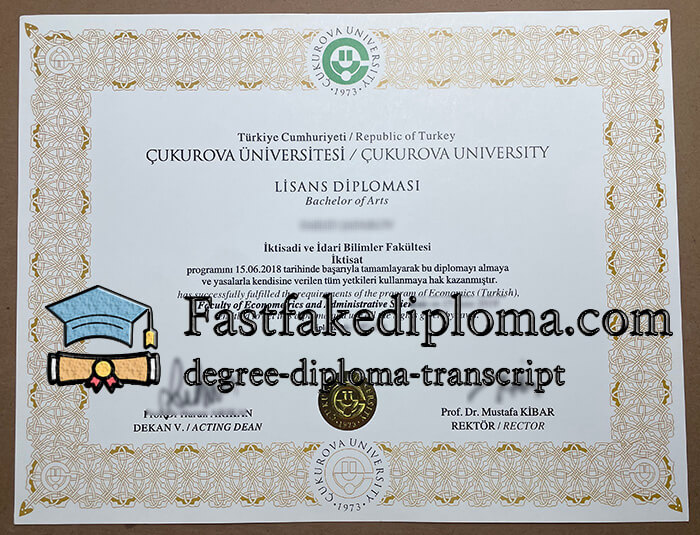 ÇUKUROVA UNIVERSITY
·1973·
Türkiye Cumhuriyeti / Republic of Turkey
ÇUKUROVA ÜNİVERSİTESİ / ÇUKUROVA UNIVERSITY
LİSANS DİPLOMASI
Bachelor of Arts
İktisadi ve İdari Bilimler Fakültesi
İktisat
programını 15.06.2018 tarihinde başarıyla tamamlayarak bu diplomayı almaya
ve yasalarla kendisine verilen tüm yetkileri kullanmaya hak kazanmıştır.
has successfully fulfilled the requirements of the program of Economics (Turkish),
Faculty of Econometrics and Administrative
Fastfakediploma.com
degree-diploma-transcript
Prof. Dr. Mustafa KİBAR
DEKAN V. / ACTING DEAN
REKTÖR / RECTOR
·1973·
ÇUKUROVA UNIVERSITY
·1973·